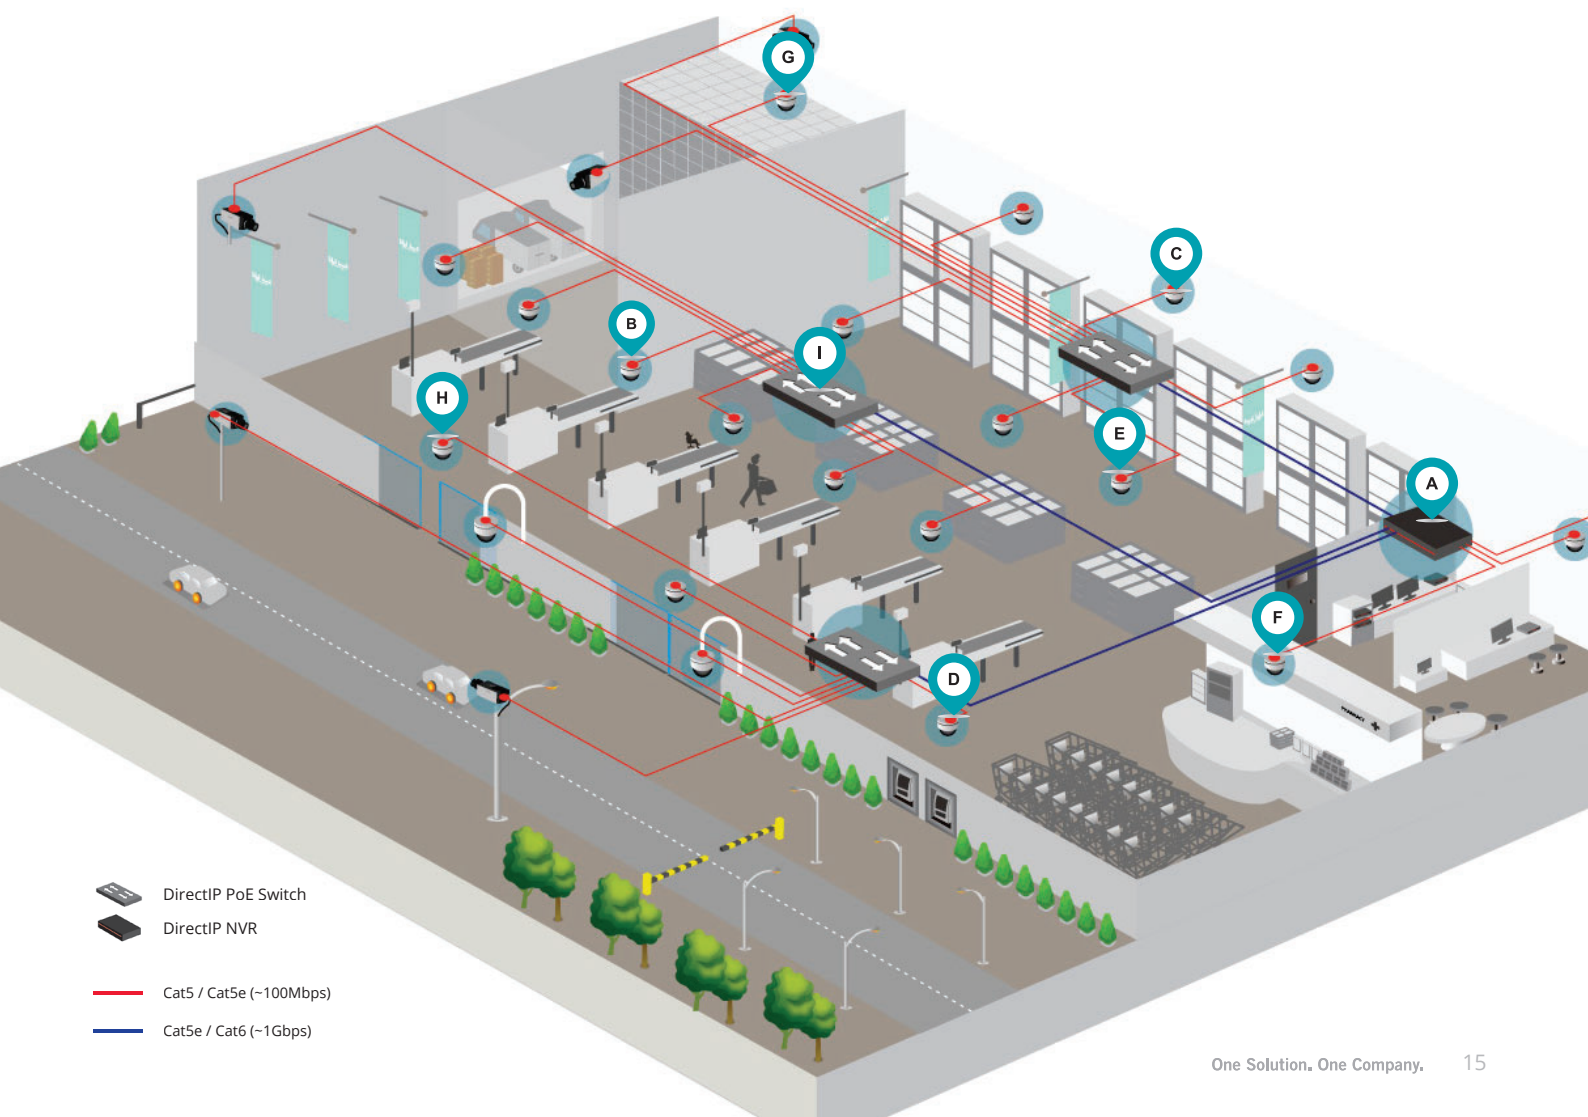 G
C
B
I
H
E
A
F
D
DirectIP PoE Switch
DirectIP NVR
Cat5 / Cat5e (~100Mbps)
Cat5e / Cat6 (~1Gbps)
One Solution. One Company.
15